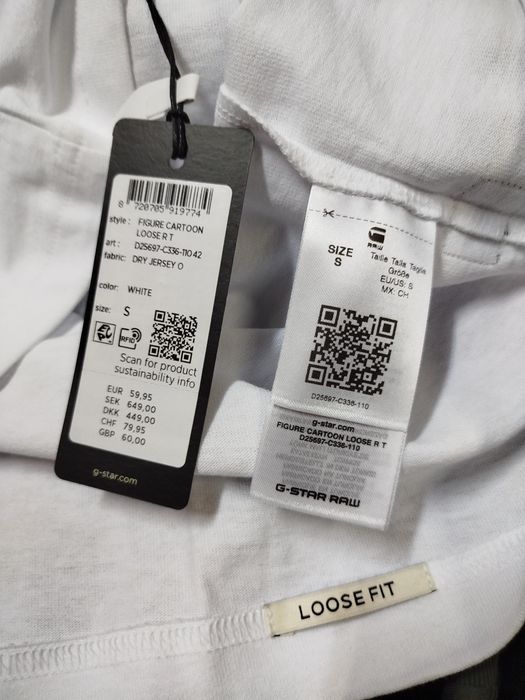 8 720705 919774
style : FIGURE CARTOON
LOOSE R T
art : D25697-C336-110 42
fabric: DRY JERSEY O
color: WHITE
size: S
RFID
Scan for product
sustainability info
EUR 59,95
SEK 649,00
DKK 449,00
CHF 79,95
GBP 60,00
g-star.com
RAW
SIZE
S
Taille Talla Taglia
Größe
EU/US: S
MX: CH
D25697-C336-110
g-star.com
FIGURE CARTOON LOOSE R T
D25697-C336-110
G-STAR RAW
LOOSE FIT